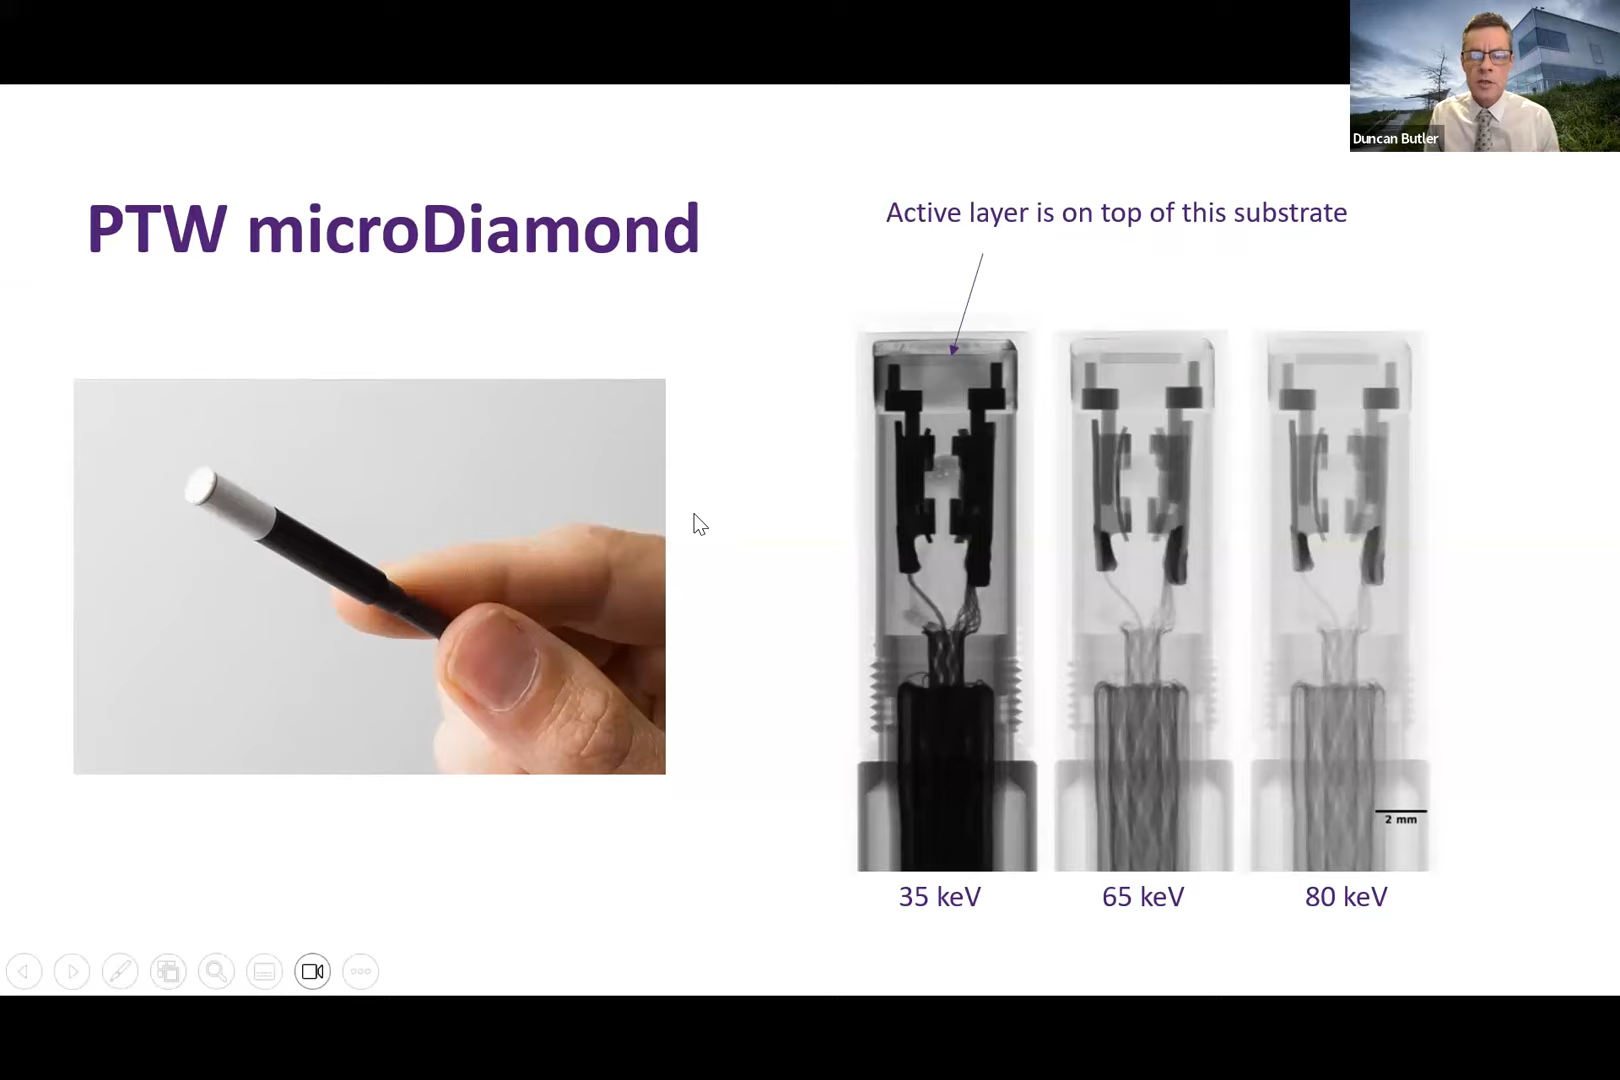 Duncan Butler
PTW microDiamond
Active layer is on top of this substrate
2 mm
35 keV
65 keV
80 keV